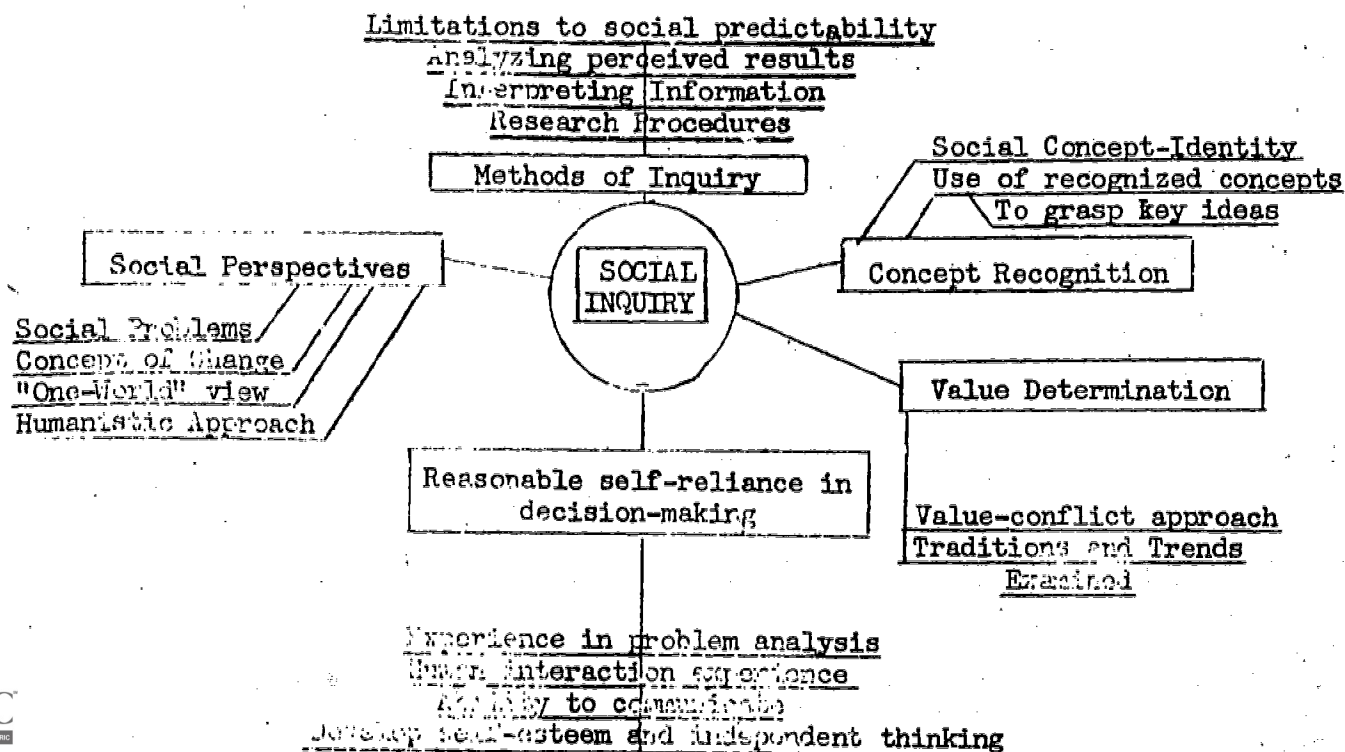 Limitations to social predictability
Analyzing perceived results
Interpreting Information
Research Procedures
Methods of Inquiry
Social Concept-Identity
Use of recognized concepts
To grasp key ideas
Concept Recognition
Social Perspectives
SOCIAL
INQUIRY
Social Problems
Concept of Change
"One-World" view
Humanistic Approach
Value Determination
Reasonable self-reliance in
decision-making
Value-conflict approach
Traditions and Trends
Examined
Experience in problem analysis
Human interaction experience
Ability to communicate
Develop self-esteem and independent thinking
ERIC